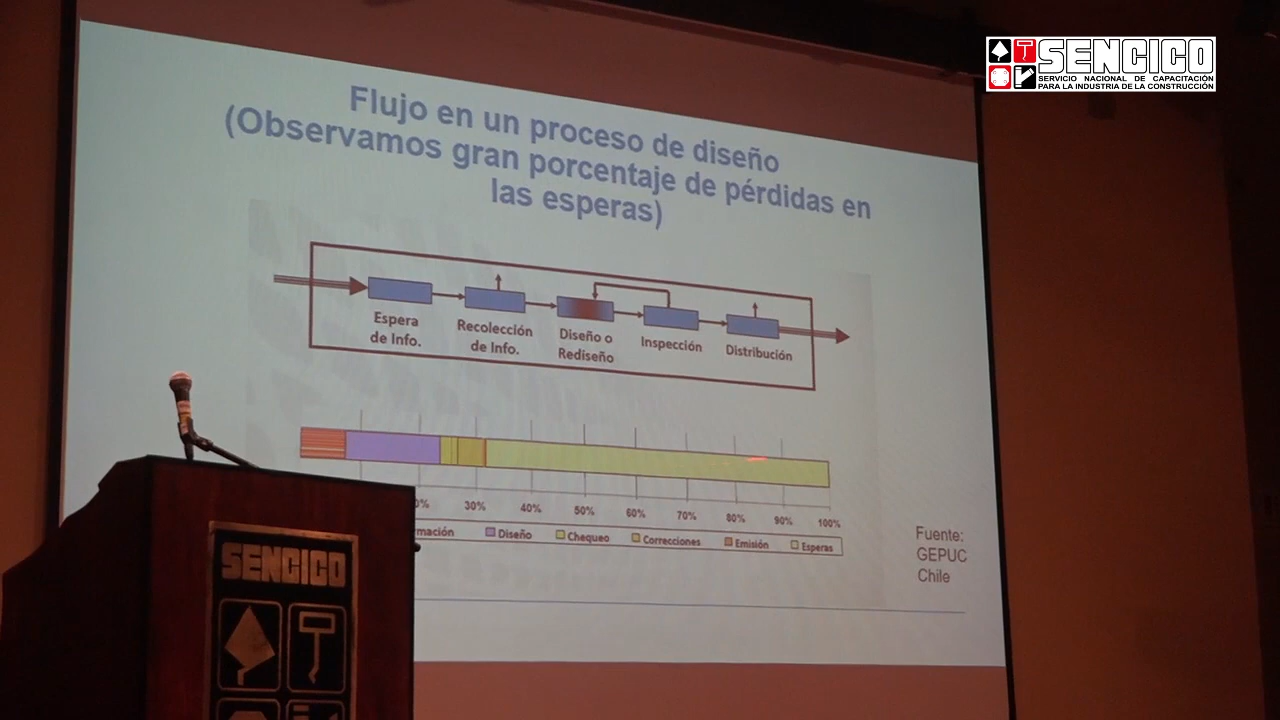 SENCICO
SERVICIO NACIONAL DE CAPACITACIÓN
PARA LA INDUSTRIA DE LA CONSTRUCCIÓN
Flujo en un proceso de diseño
(Observamos gran porcentaje de pérdidas en
las esperas)
Espera
de Info.
Recolección
de Info.
Diseño o
Rediseño
Inspección
Distribución
30% 40% 50% 60% 70% 80% 90% 100%
Diseño Chequeo Correcciones Emisión Esperas
Fuente:
GEPUC
Chile
SENCICO